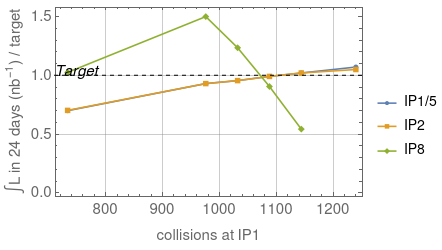 ∫L in 24 days (nb⁻¹) / target
1.5
1.0
0.5
0.0
Target
800
900
1000
1100
1200
collisions at IP1
IP1/5
IP2
IP8